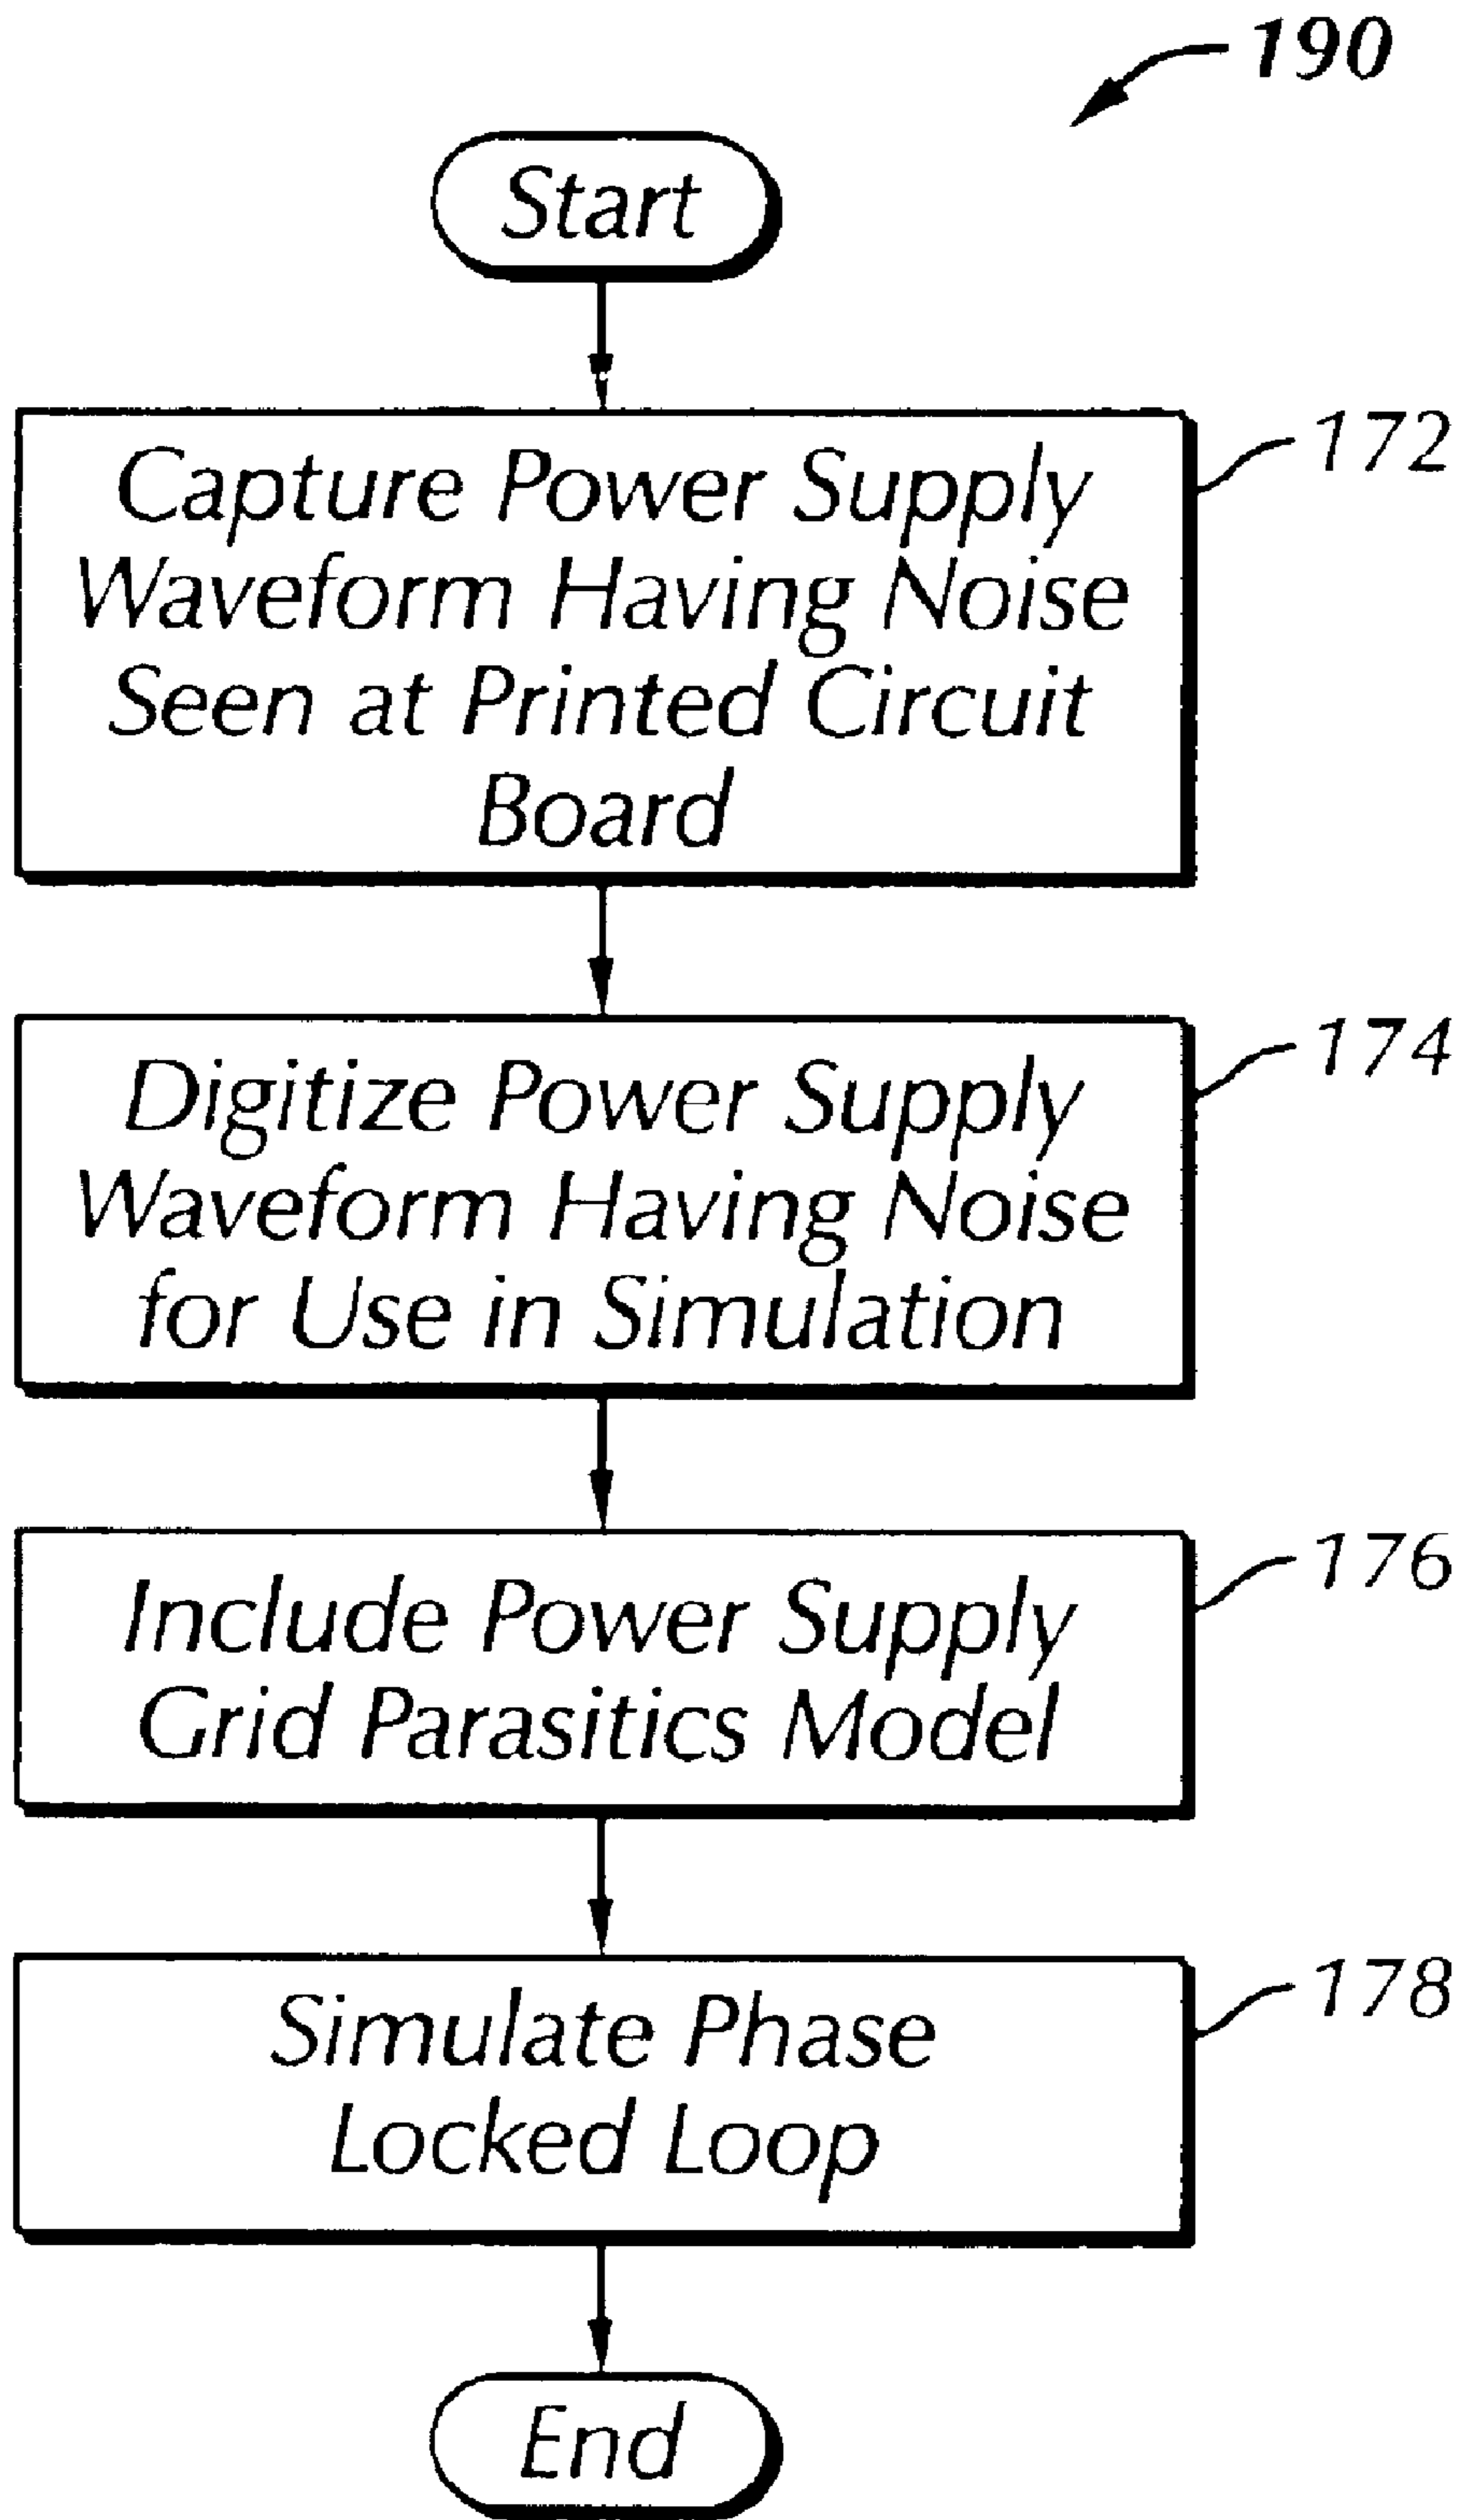 190
Start
Capture Power Supply
Waveform Having Noise
Seen at Printed Circuit
Board
172
Digitize Power Supply
Waveform Having Noise
for Use in Simulation
174
Include Power Supply
Grid Parasitics Model
176
Simulate Phase
Locked Loop
178
End